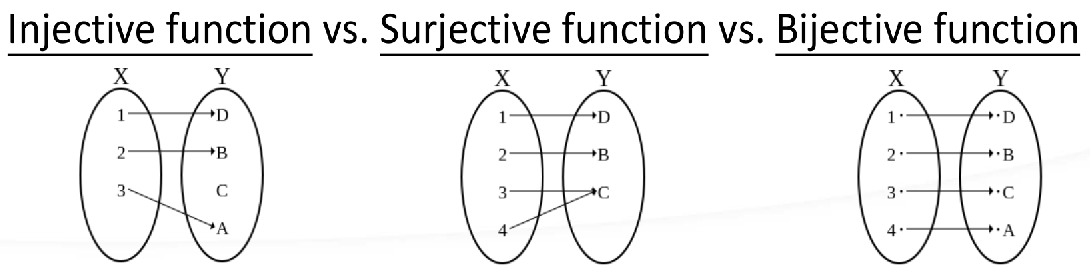 Injective function vs. Surjective function vs. Bijective function
X Y
1 D
2 B
3 C
A
X Y
1 D
2 B
3 C
4
X Y
1· ·D
2· ·B
3· ·C
4· ·A